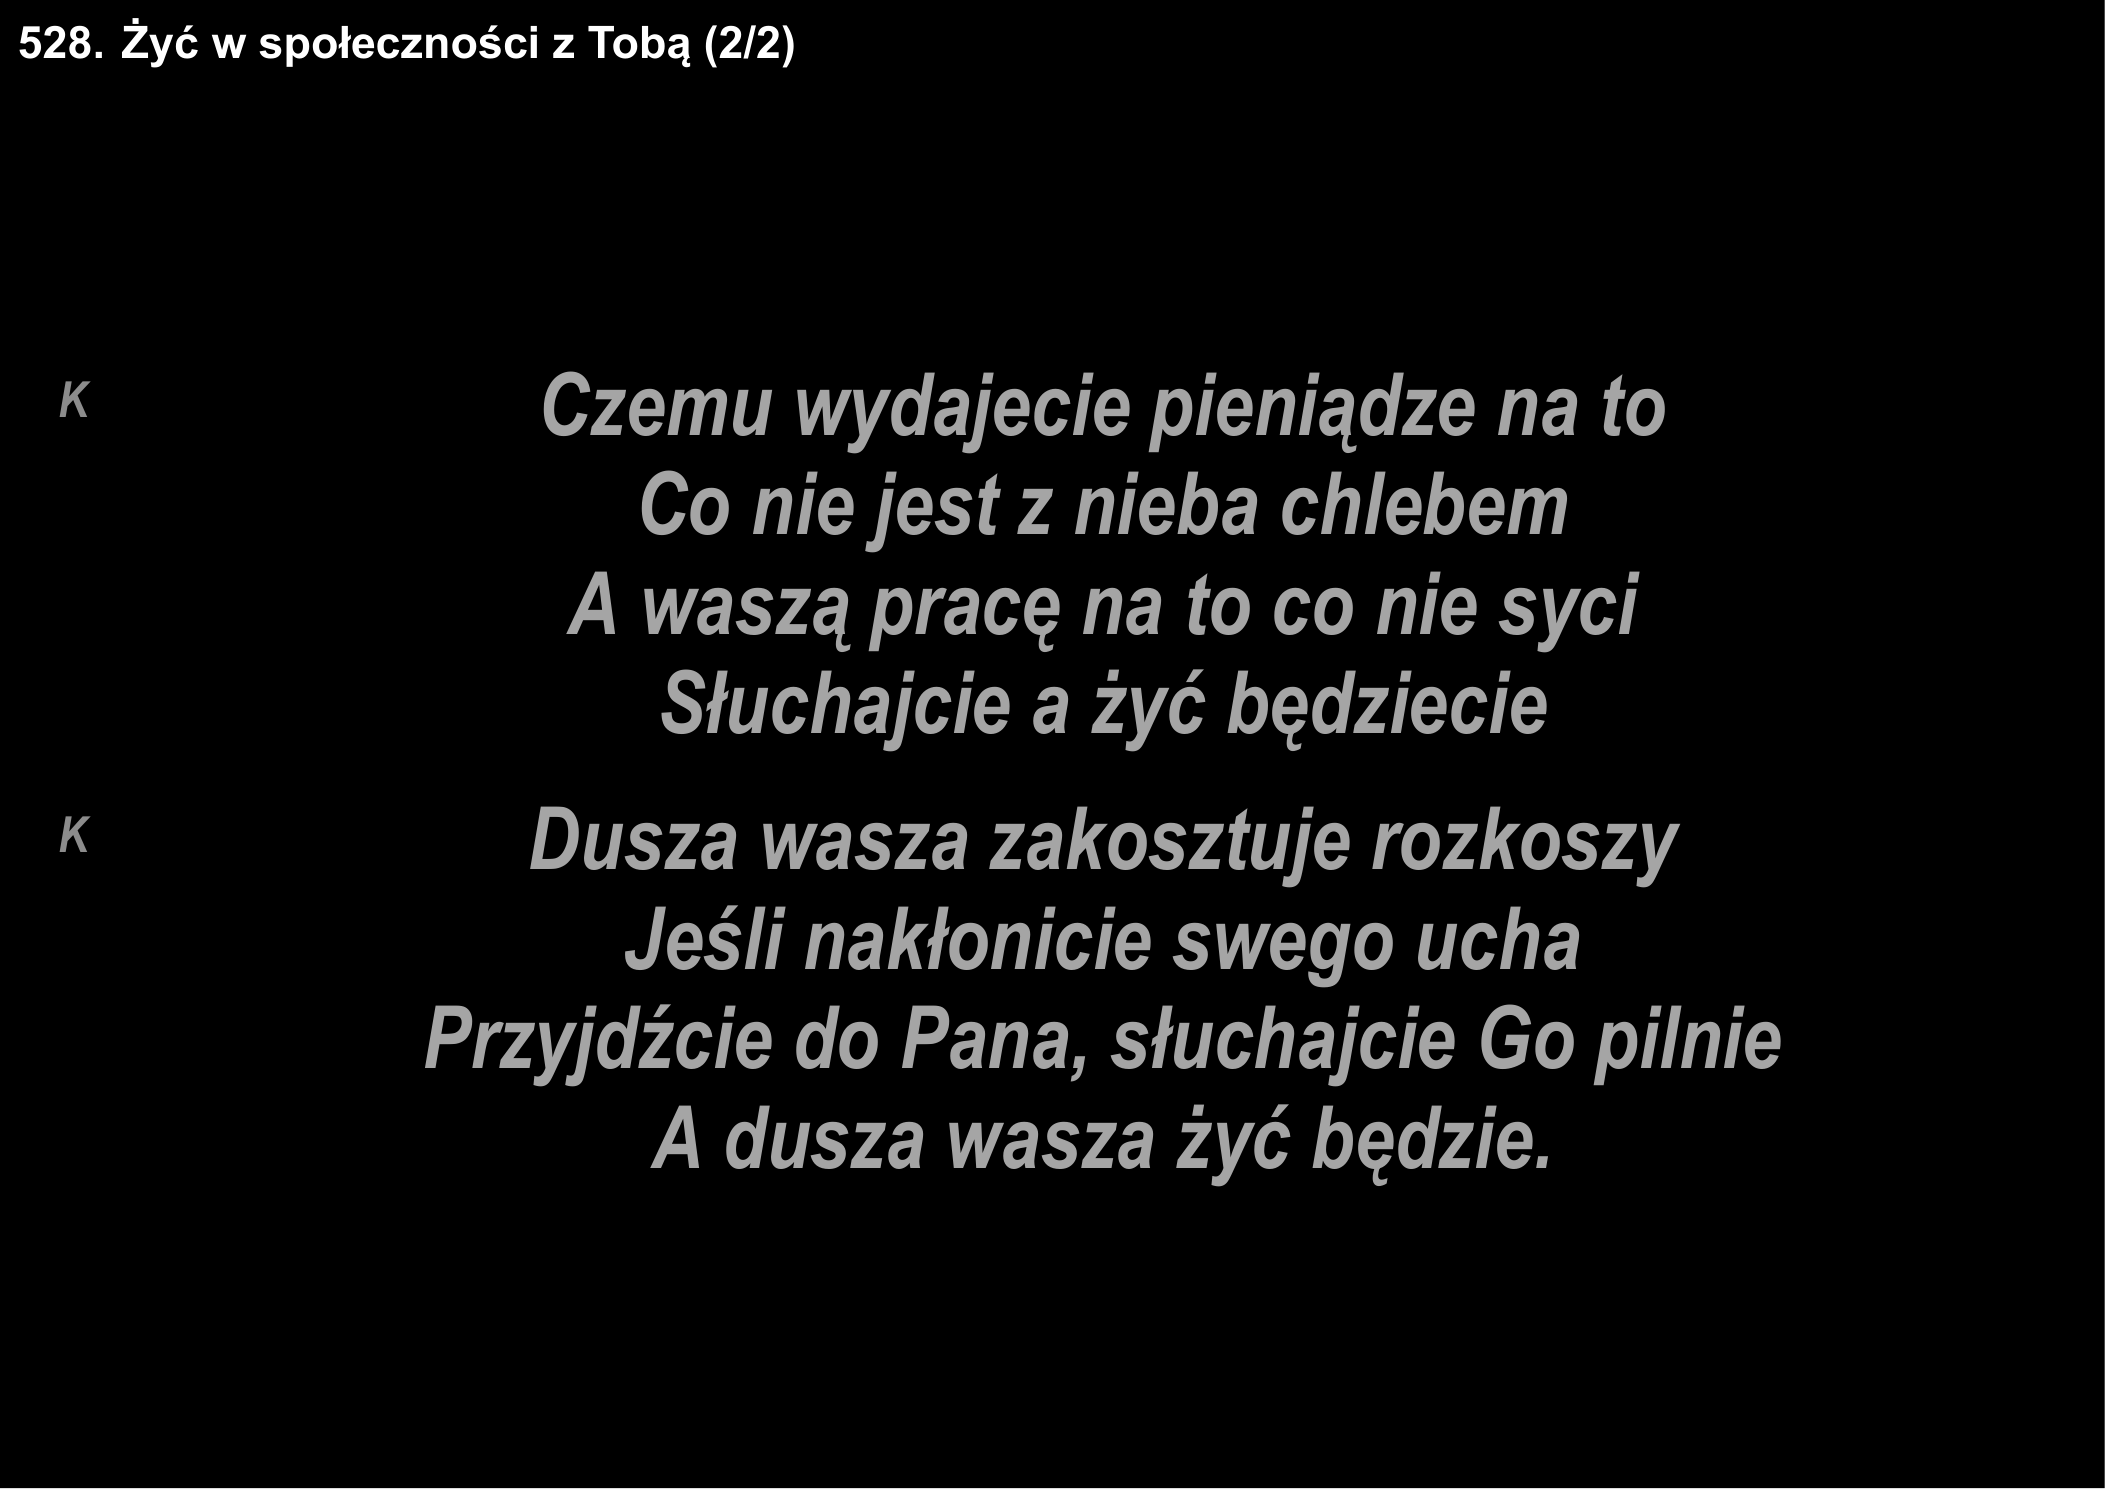 528. Żyć w społeczności z Tobą (2/2)
K
Czemu wydajecie pieniądze na to
Co nie jest z nieba chlebem
A waszą pracę na to co nie syci
Słuchajcie a żyć będziecie
K
Dusza wasza zakosztuje rozkoszy
Jeśli nakłonicie swego ucha
Przyjdźcie do Pana, słuchajcie Go pilnie
A dusza wasza żyć będzie.